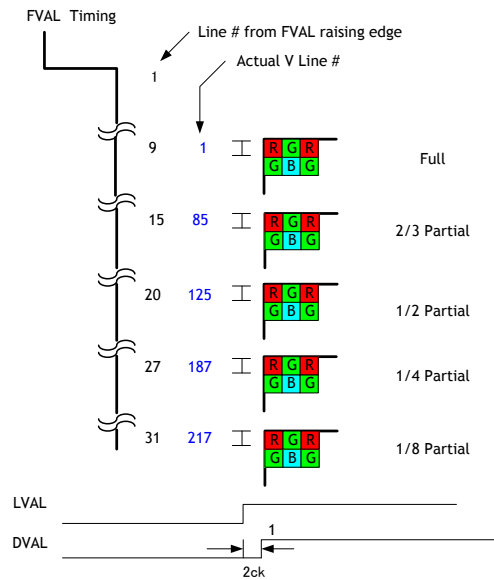 FVAL Timing
Line # from FVAL raising edge
Actual V Line #
1
9 1 R G R Full
G B G
15 85 R G R 2/3 Partial
G B G
20 125 R G R 1/2 Partial
G B G
27 187 R G R 1/4 Partial
G B G
31 217 R G R 1/8 Partial
G B G
LVAL
1
DVAL
2ck